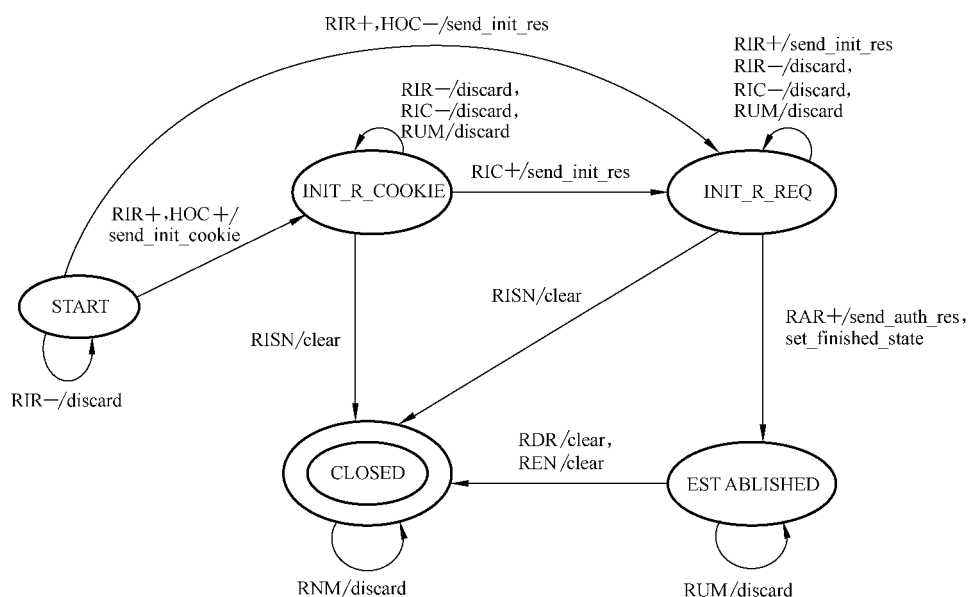 RIR+,HOC−/send_init_res
RIR+/send_init_res
RIR−/discard,
RIC−/discard,
RUM/discard
RIR−/discard,
RIC−/discard,
RUM/discard
INIT_R_COOKIE
RIC+/send_init_res
INIT_R_REQ
RIR+,HOC+/
send_init_cookie
START
RISN/clear
RISN/clear
RAR+/send_auth_res,
set_finished_state
RIR−/discard
CLOSED
RDR/clear,
REN/clear
EST ABLISHED
RNM/discard
RUM/discard